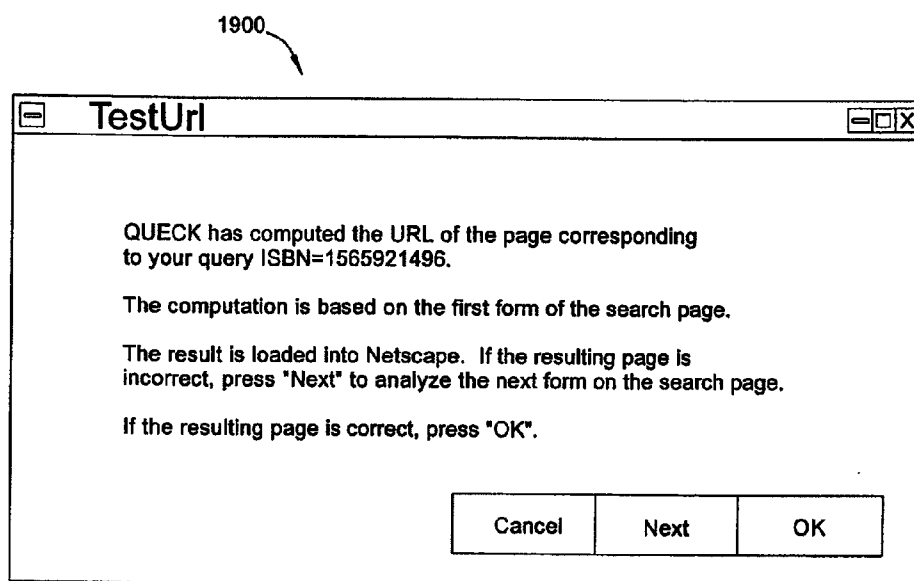 1900
TestUrl
QUECK has computed the URL of the page corresponding
to your query ISBN=1565921496.
The computation is based on the first form of the search page.
The result is loaded into Netscape. If the resulting page is
incorrect, press "Next" to analyze the next form on the search page.
If the resulting page is correct, press "OK".
Cancel Next OK